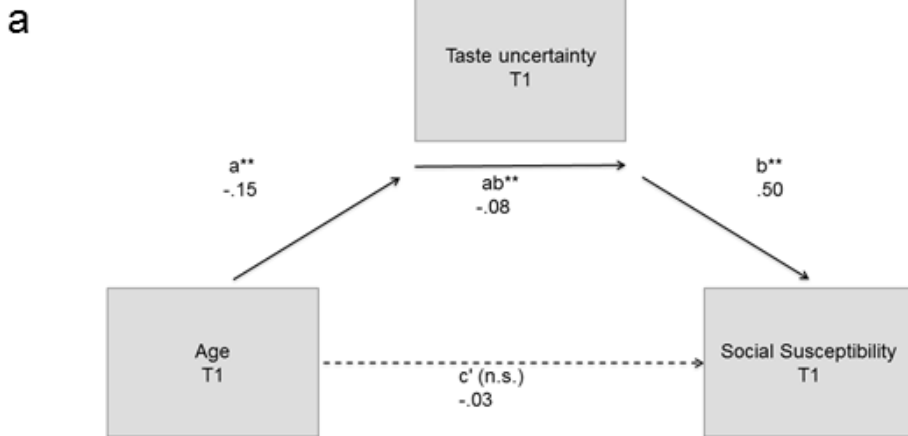 a
Taste uncertainty
T1
a**
-.15
ab**
-.08
b**
.50
Age
T1
c' (n.s.)
-.03
Social Susceptibility
T1